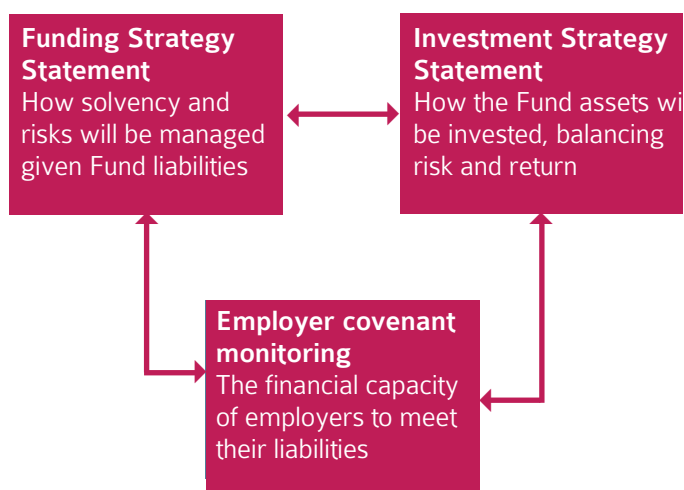 Funding Strategy
Statement
How solvency and
risks will be managed
given Fund liabilities
Investment Strategy
Statement
How the Fund assets wi
be invested, balancing
risk and return
Employer covenant
monitoring
The financial capacity
of employers to meet
their liabilities